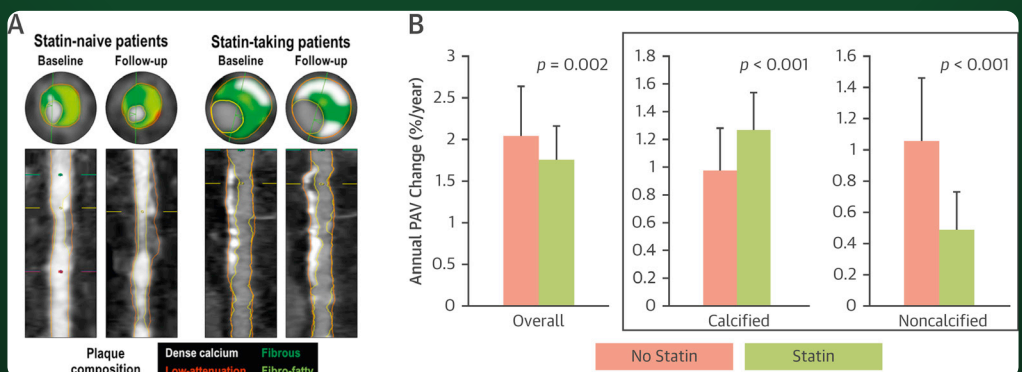 A
Statin-naive patients
Baseline Follow-up
Statin-taking patients
Baseline Follow-up
Plaque
composition
Dense calcium Fibrous
Low-attenuation Fibro-fatty
B
Annual PAV Change (%/year)
3
2.5
2
1.5
1
0.5
0
p = 0.002
Overall
1.8
1.6
1.4
1.2
1
0.8
0.6
0.4
0.2
0
p < 0.001
Calcified
1.6
1.4
1.2
1
0.8
0.6
0.4
0.2
0
p < 0.001
Noncalcified
No Statin
Statin